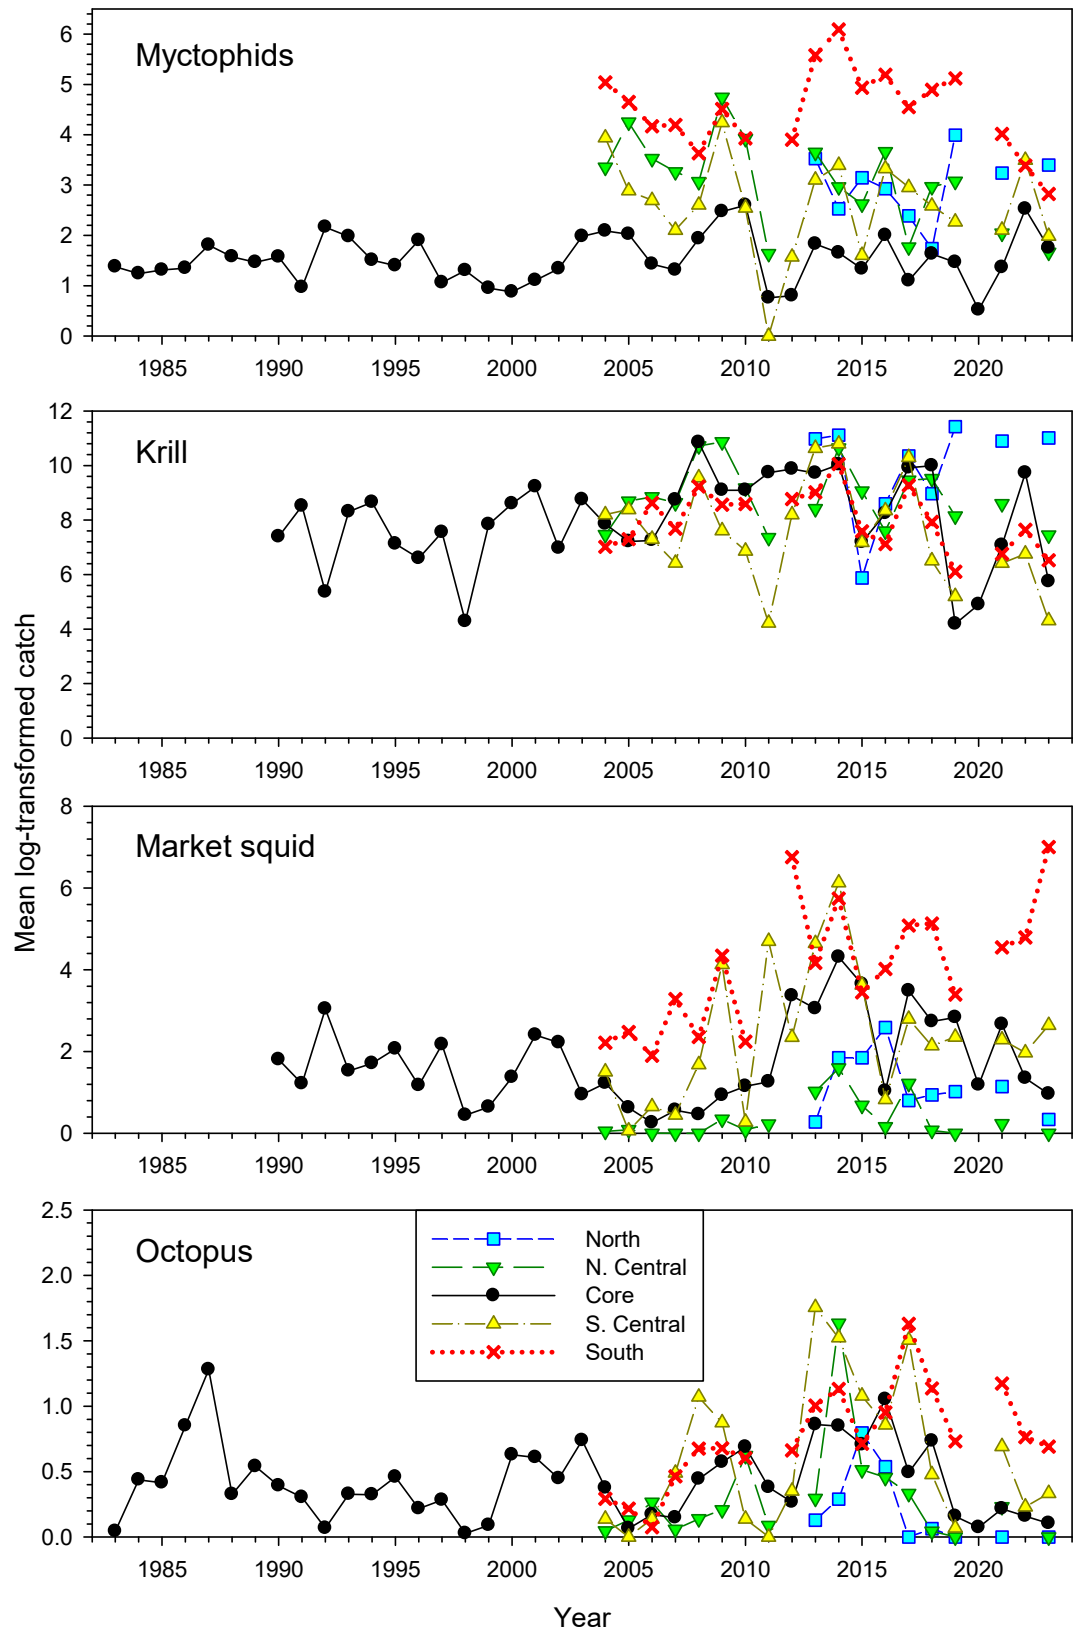 Mean log-transformed catch
Myctophids
6
5
4
3
2
1
0
1985 1990 1995 2000 2005 2010 2015 2020
Krill
12
10
8
6
4
2
0
1985 1990 1995 2000 2005 2010 2015 2020
Market squid
8
6
4
2
0
1985 1990 1995 2000 2005 2010 2015 2020
Octopus
2.5
2.0
1.5
1.0
0.5
0.0
North
N. Central
Core
S. Central
South
1985 1990 1995 2000 2005 2010 2015 2020
Year